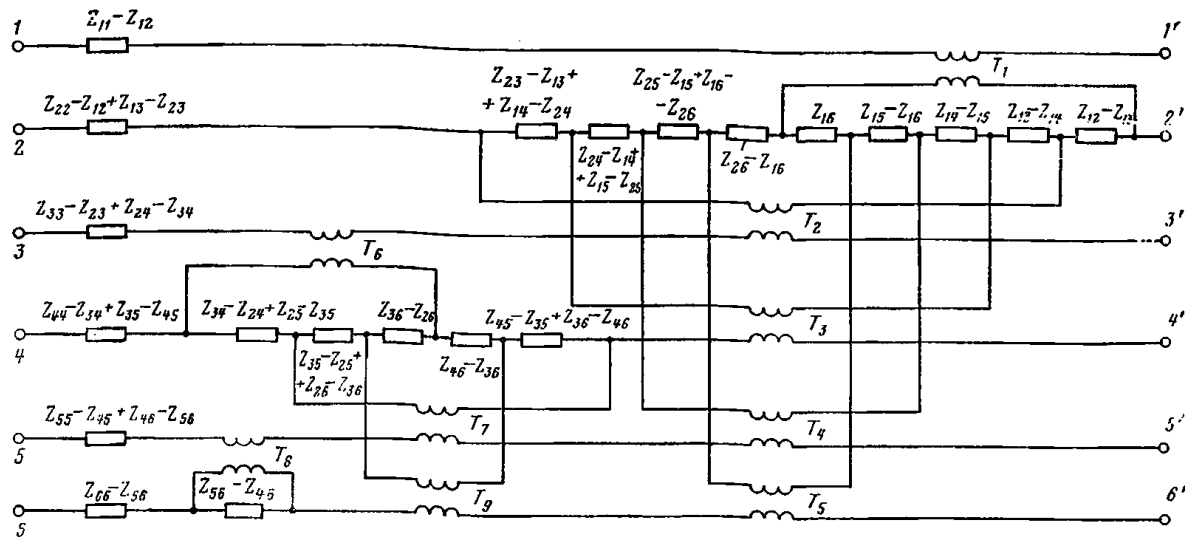 1
Z11–Z12
1'
T1
Z23–Z13+
+Z14–Z24
Z25–Z15+Z16–
–Z26
Z22–Z12+Z13–Z23
2
Z16
Z15–Z16
Z14–Z15
Z13–Z14
Z12–Z13
2'
Z24–Z14+
+Z15–Z25
Z26–Z16
T2
Z33–Z23+Z24–Z34
3
T6
3'
Z44–Z34+Z35–Z45
4
Z34–Z24+Z25–Z35
Z36–Z26
Z45–Z35+Z36–Z46
T3
4'
Z35–Z25+
+Z26–Z36
Z46–Z36
Z55–Z45+Z46–Z56
5
T8
T7
T4
5'
Z66–Z56
Z56–Z46
5
T9
T5
6'